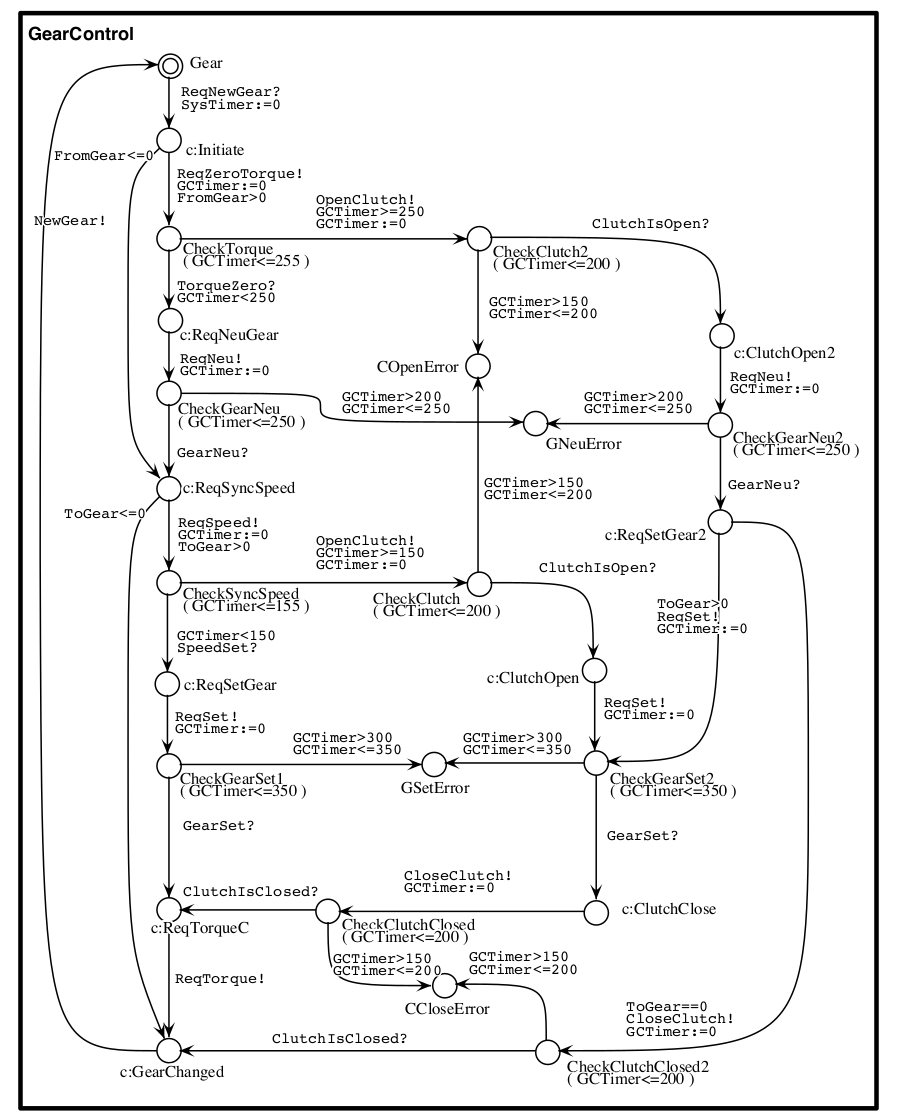 GearControl
Gear
ReqNewGear?
SysTimer:=0
FromGear<=0
c:Initiate
ReqZeroTorque!
GCTimer:=0
FromGear>0
NewGear!
OpenClutch!
GCTimer>=250
GCTimer:=0
ClutchIsOpen?
CheckTorque
( GCTimer<=255 )
CheckClutch2
( GCTimer<=200 )
TorqueZero?
GCTimer<250
GCTimer>150
GCTimer<=200
c:ReqNeuGear
c:ClutchOpen2
ReqNeu!
GCTimer:=0
COpenError
ReqNeu!
GCTimer:=0
CheckGearNeu
( GCTimer<=250 )
GCTimer>200
GCTimer<=250
GCTimer>200
GCTimer<=250
GNeuError
CheckGearNeu2
( GCTimer<=250 )
GearNeu?
GearNeu?
c:ReqSyncSpeed
GCTimer>150
GCTimer<=200
ToGear<=0
ReqSpeed!
GCTimer:=0
ToGear>0
c:ReqSetGear2
OpenClutch!
GCTimer>=150
GCTimer:=0
ClutchIsOpen?
CheckSyncSpeed
( GCTimer<=155 )
CheckClutch
( GCTimer<=200 )
ToGear>0
ReqSet!
GCTimer:=0
GCTimer<150
SpeedSet?
c:ReqSetGear
c:ClutchOpen
ReqSet!
GCTimer:=0
ReqSet!
GCTimer:=0
GCTimer>300
GCTimer<=350
GCTimer>300
GCTimer<=350
CheckGearSet1
( GCTimer<=350 )
GSetError
CheckGearSet2
( GCTimer<=350 )
GearSet?
GearSet?
CloseClutch!
GCTimer:=0
ClutchIsClosed?
c:ReqTorqueC
CheckClutchClosed
( GCTimer<=200 )
c:ClutchClose
GCTimer>150
GCTimer<=200
GCTimer>150
GCTimer<=200
ReqTorque!
CCloseError
ToGear==0
CloseClutch!
GCTimer:=0
ClutchIsClosed?
c:GearChanged
CheckClutchClosed2
( GCTimer<=200 )